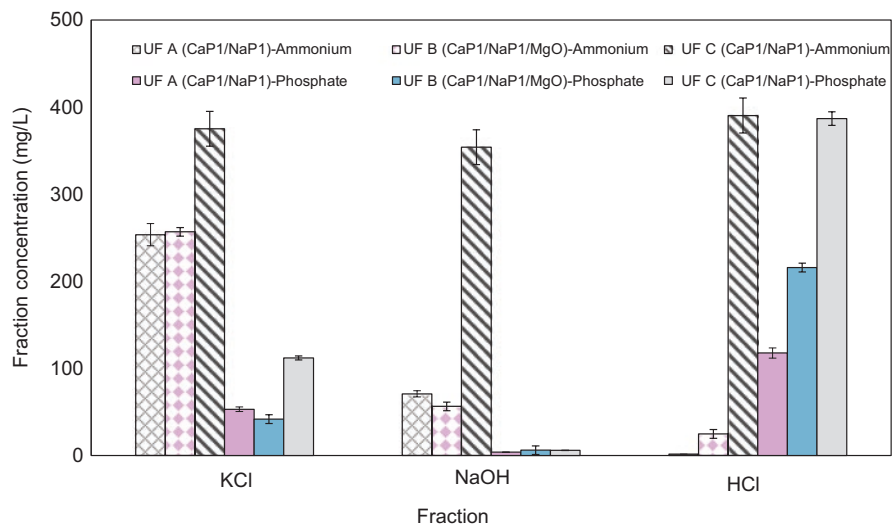 500
UF A (CaP1/NaP1)-Ammonium UF B (CaP1/NaP1/MgO)-Ammonium UF C (CaP1/NaP1)-Ammonium
UF A (CaP1/NaP1)-Phosphate UF B (CaP1/NaP1/MgO)-Phosphate UF C (CaP1/NaP1)-Phosphate
400
300
200
100
0
Fraction concentration (mg/L)
KCl NaOH HCl
Fraction